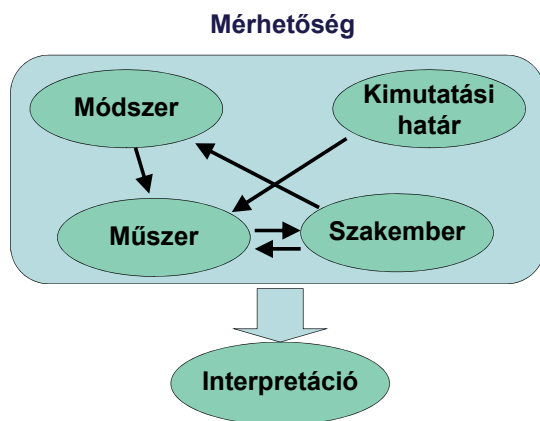 Mérhetőség
Módszer
Kimutatási
határ
Műszer
Szakember
Interpretáció